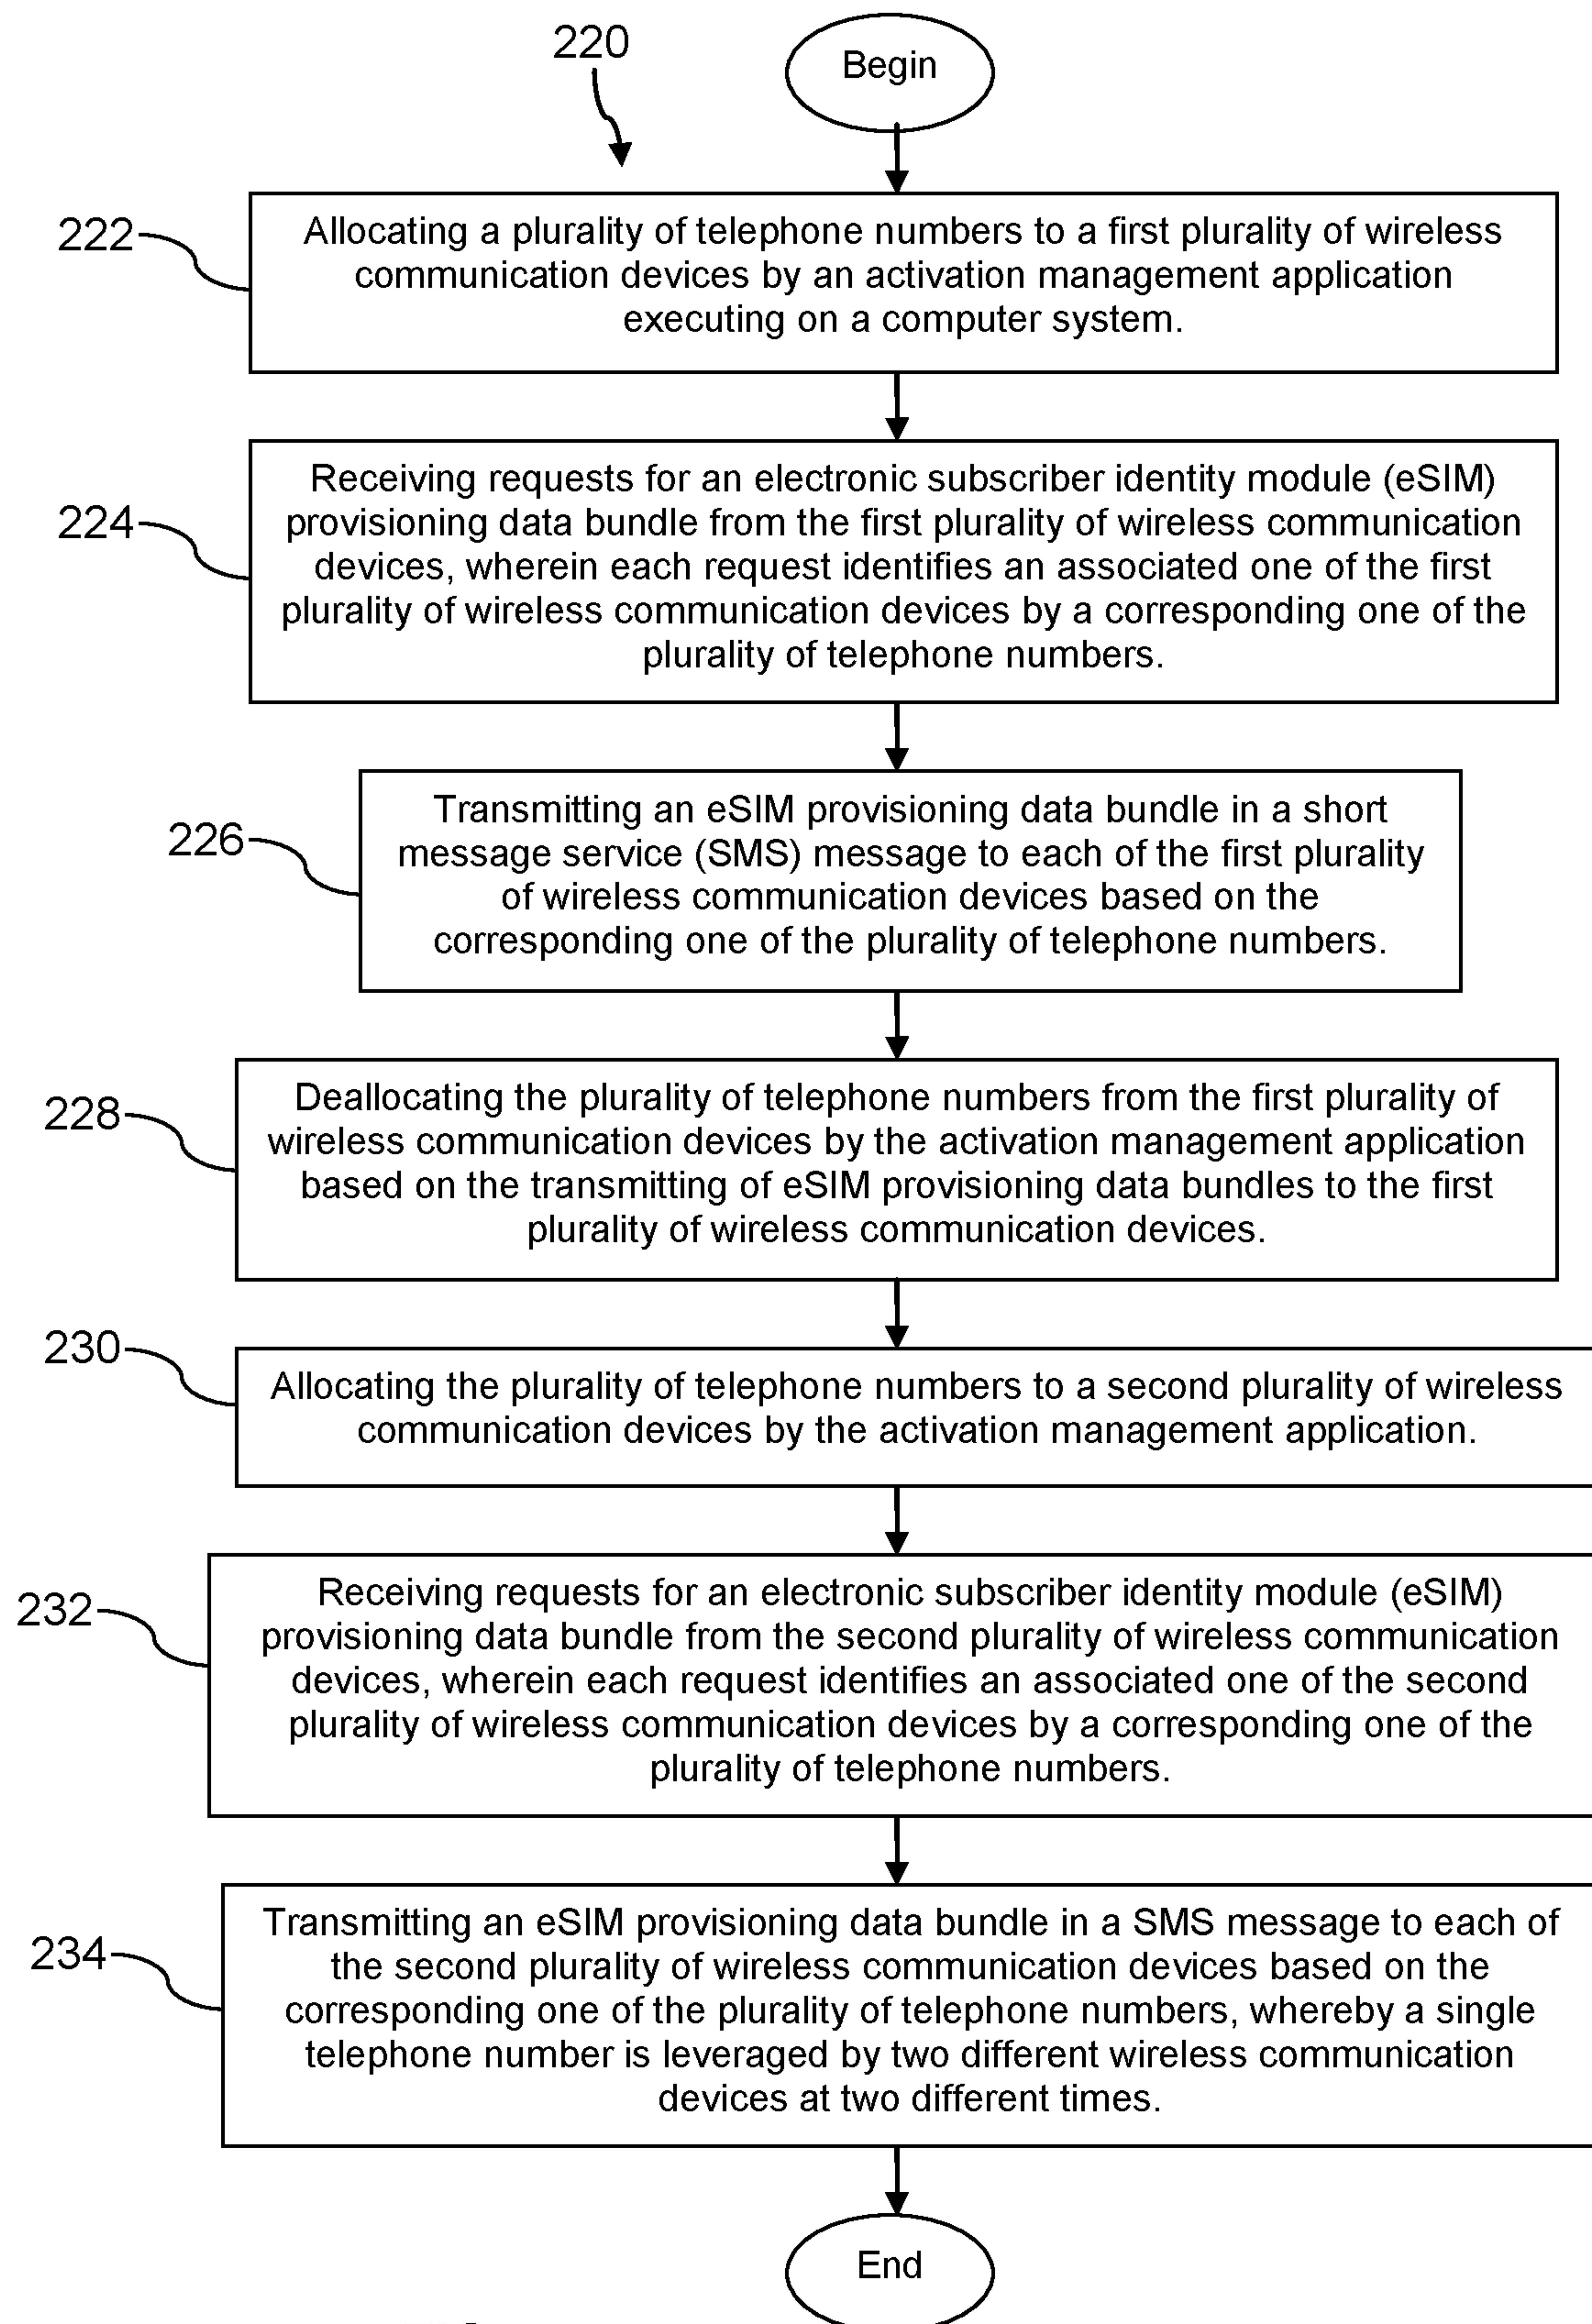 220
Begin
222
Allocating a plurality of telephone numbers to a first plurality of wireless
communication devices by an activation management application
executing on a computer system.
224
Receiving requests for an electronic subscriber identity module (eSIM)
provisioning data bundle from the first plurality of wireless communication
devices, wherein each request identifies an associated one of the first
plurality of wireless communication devices by a corresponding one of the
plurality of telephone numbers.
226
Transmitting an eSIM provisioning data bundle in a short
message service (SMS) message to each of the first plurality
of wireless communication devices based on the
corresponding one of the plurality of telephone numbers.
228
Deallocating the plurality of telephone numbers from the first plurality of
wireless communication devices by the activation management application
based on the transmitting of eSIM provisioning data bundles to the first
plurality of wireless communication devices.
230
Allocating the plurality of telephone numbers to a second plurality of wireless
communication devices by the activation management application.
232
Receiving requests for an electronic subscriber identity module (eSIM)
provisioning data bundle from the second plurality of wireless communication
devices, wherein each request identifies an associated one of the second
plurality of wireless communication devices by a corresponding one of the
plurality of telephone numbers.
234
Transmitting an eSIM provisioning data bundle in a SMS message to each of
the second plurality of wireless communication devices based on the
corresponding one of the plurality of telephone numbers, whereby a single
telephone number is leveraged by two different wireless communication
devices at two different times.
End